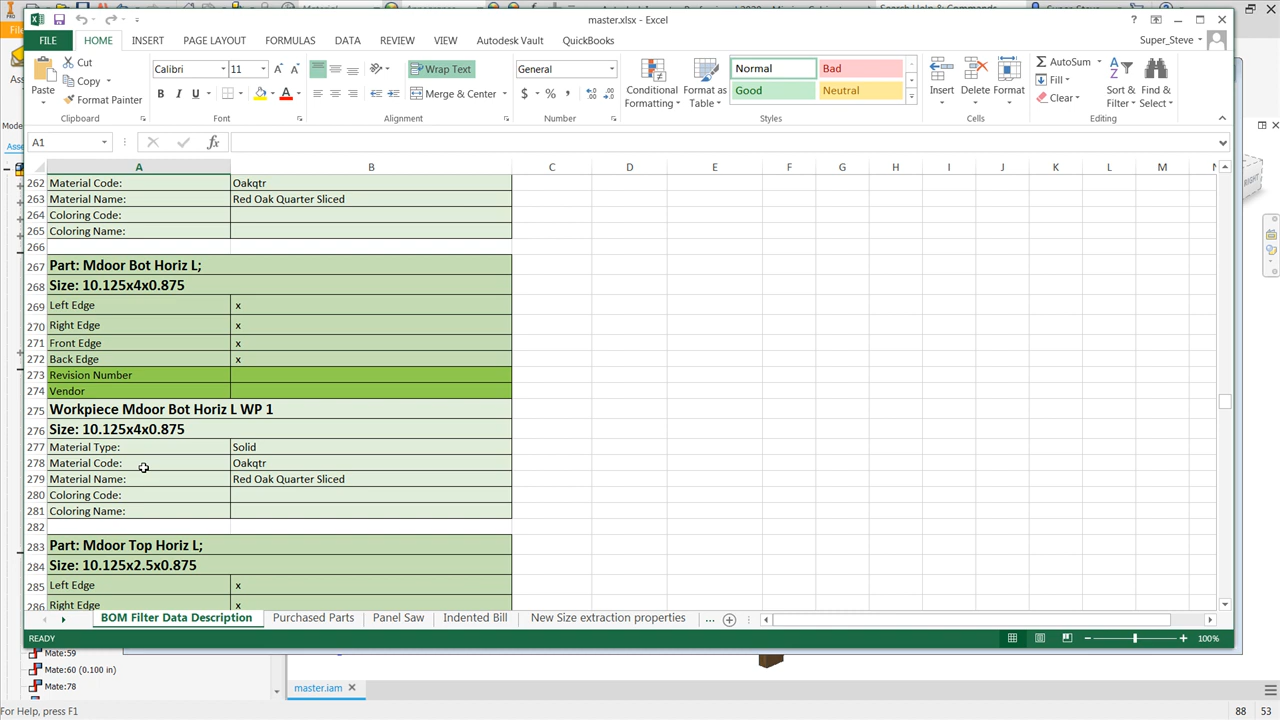 master.xlsx - Excel
FILE HOME INSERT PAGE LAYOUT FORMULAS DATA REVIEW VIEW Autodesk Vault QuickBooks
Super_Steve
Paste
Cut
Copy
Format Painter
Clipboard
Calibri 11
B I U
Font
Wrap Text
Merge & Center
Alignment
General
$ % ,
Number
Conditional Formatting
Format as Table
Normal Bad
Good Neutral
Styles
Insert Delete Format
Cells
AutoSum
Fill
Clear
Sort & Filter
Find & Select
Editing
A1
fx
A B C D E F G H I J K L M
262 Material Code: Oakqtr
263 Material Name: Red Oak Quarter Sliced
264 Coloring Code:
265 Coloring Name:
266
267 Part: Mdoor Bot Horiz L;
268 Size: 10.125x4x0.875
269 Left Edge x
270 Right Edge x
271 Front Edge x
272 Back Edge x
273 Revision Number
274 Vendor
275 Workpiece Mdoor Bot Horiz L WP 1
276 Size: 10.125x4x0.875
277 Material Type: Solid
278 Material Code: Oakqtr
279 Material Name: Red Oak Quarter Sliced
280 Coloring Code:
281 Coloring Name:
282
283 Part: Mdoor Top Horiz L;
284 Size: 10.125x2.5x0.875
285 Left Edge x
286 Right Edge x
BOM Filter Data Description Purchased Parts Panel Saw Indented Bill New Size extraction properties ...
READY 100%
Mate:59
Mate:60 (0.100 in)
Mate:78
master.iam
For Help, press F1 88 53